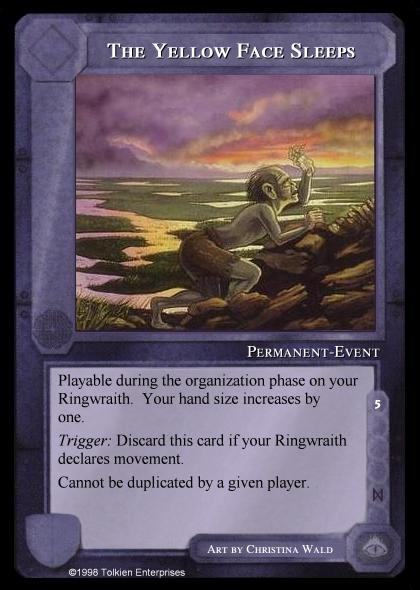 The Yellow Face Sleeps
Permanent-Event
Playable during the organization phase on your
Ringwraith. Your hand size increases by
one.
5
Trigger: Discard this card if your Ringwraith
declares movement.
Cannot be duplicated by a given player.
Art by Christina Wald
©1998 Tolkien Enterprises